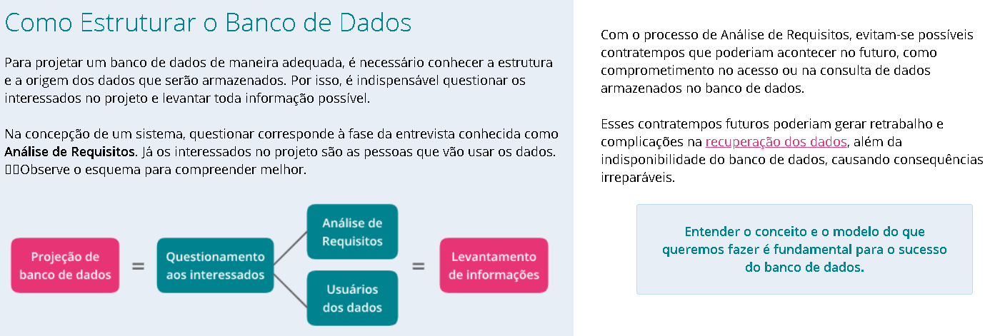 Como Estruturar o Banco de Dados
Para projetar um banco de dados de maneira adequada, é necessário conhecer a estrutura
e a origem dos dados que serão armazenados. Por isso, é indispensável questionar os
interessados no projeto e levantar toda informação possível.
Na concepção de um sistema, questionar corresponde à fase da entrevista conhecida como
Análise de Requisitos. Já os interessados no projeto são as pessoas que vão usar os dados.
Observe o esquema para compreender melhor.
Projeção de
banco de dados
=
Questionamento
aos interessados
Análise de
Requisitos
Usuários
dos dados
=
Levantamento
de informações
Com o processo de Análise de Requisitos, evitam-se possíveis
contratempos que poderiam acontecer no futuro, como
comprometimento no acesso ou na consulta de dados
armazenados no banco de dados.
Esses contratempos futuros poderiam gerar retrabalho e
complicações na recuperação dos dados, além da
indisponibilidade do banco de dados, causando consequências
irreparáveis.
Entender o conceito e o modelo do que
queremos fazer é fundamental para o sucesso
do banco de dados.